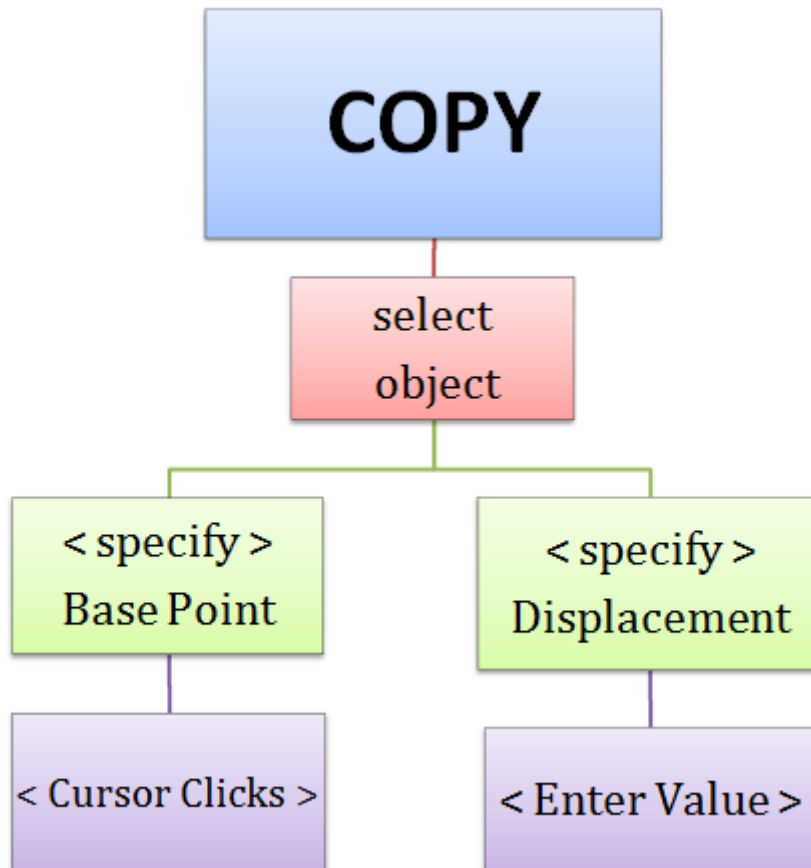 COPY
select
object
< specify >
Base Point
< specify >
Displacement
< Cursor Clicks >
< Enter Value >